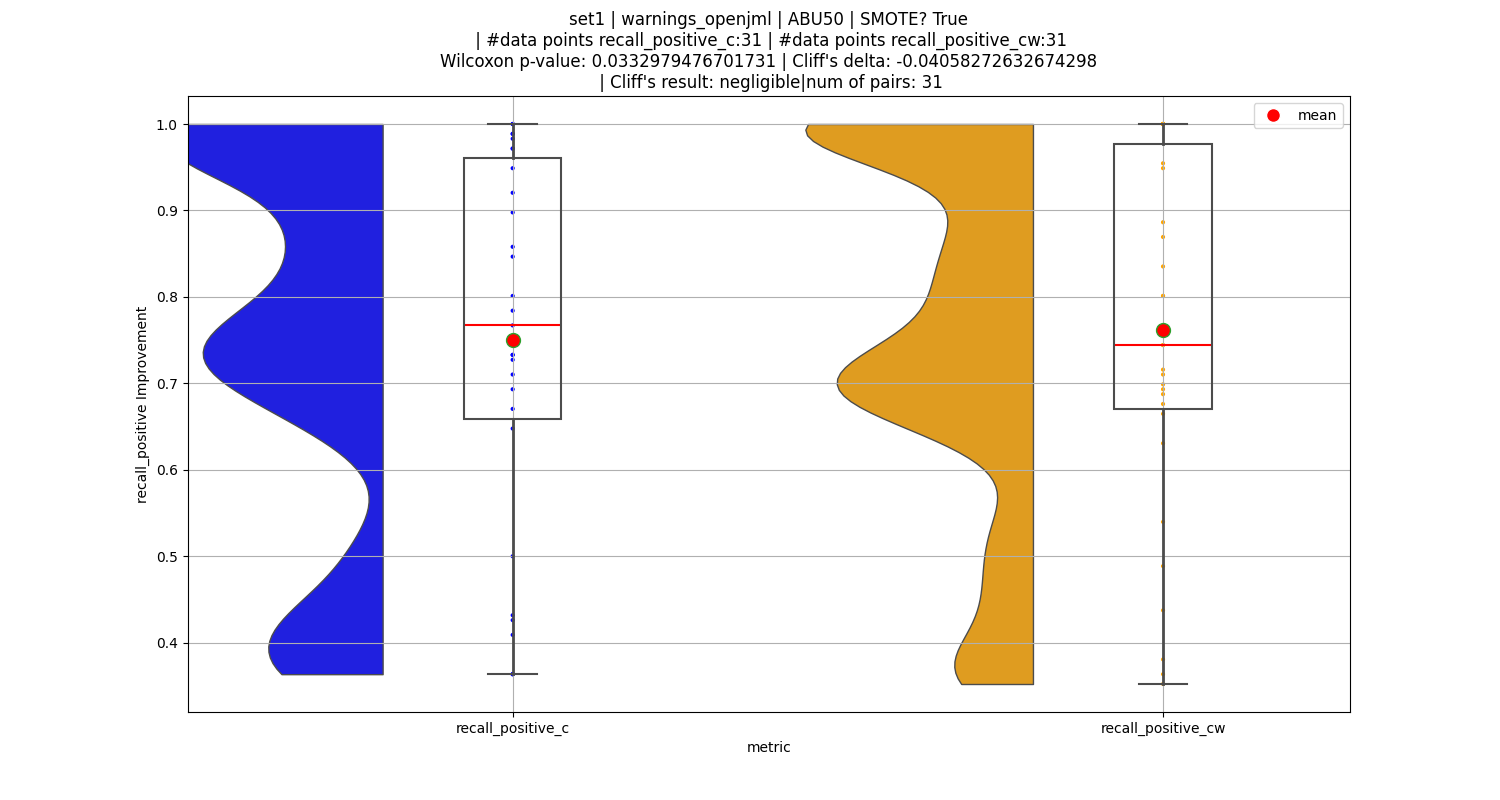 set1 | warnings_openjml | ABU50 | SMOTE? True
| #data points recall_positive_c:31 | #data points recall_positive_cw:31
Wilcoxon p-value: 0.0332979476701731 | Cliff's delta: -0.04058272632674298
| Cliff's result: negligible|num of pairs: 31
mean
1.0
0.9
0.8
0.7
0.6
0.5
0.4
recall_positive Improvement
recall_positive_c
recall_positive_cw
metric